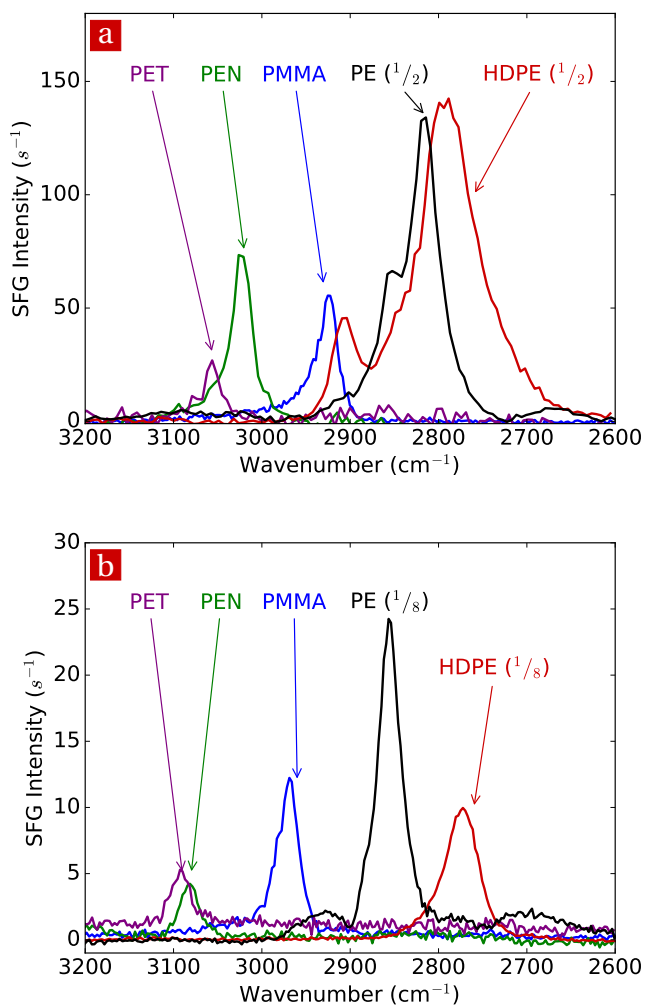 a
PET PEN PMMA PE (1/2) HDPE (1/2)
150
100
50
0
SFG Intensity (s⁻¹)
3200 3100 3000 2900 2800 2700 2600
Wavenumber (cm⁻¹)
b
30
PET PEN PMMA PE (1/8)
HDPE (1/8)
25
20
15
10
5
0
SFG Intensity (s⁻¹)
3200 3100 3000 2900 2800 2700 2600
Wavenumber (cm⁻¹)